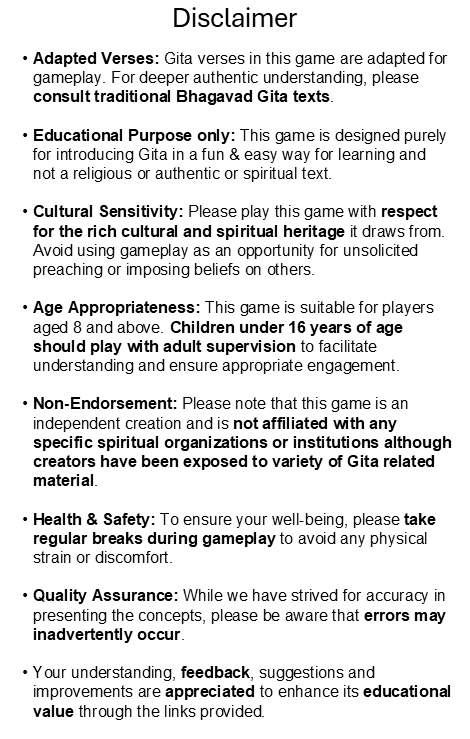 Disclaimer
• Adapted Verses: Gita verses in this game are adapted for
gameplay. For deeper authentic understanding, please
consult traditional Bhagavad Gita texts.
• Educational Purpose only: This game is designed purely
for introducing Gita in a fun & easy way for learning and
not a religious or authentic or spiritual text.
• Cultural Sensitivity: Please play this game with respect
for the rich cultural and spiritual heritage it draws from.
Avoid using gameplay as an opportunity for unsolicited
preaching or imposing beliefs on others.
• Age Appropriateness: This game is suitable for players
aged 8 and above. Children under 16 years of age
should play with adult supervision to facilitate
understanding and ensure appropriate engagement.
• Non-Endorsement: Please note that this game is an
independent creation and is not affiliated with any
specific spiritual organizations or institutions although
creators have been exposed to variety of Gita related
material.
• Health & Safety: To ensure your well-being, please take
regular breaks during gameplay to avoid any physical
strain or discomfort.
• Quality Assurance: While we have strived for accuracy in
presenting the concepts, please be aware that errors may
inadvertently occur.
• Your understanding, feedback, suggestions and
improvements are appreciated to enhance its educational
value through the links provided.